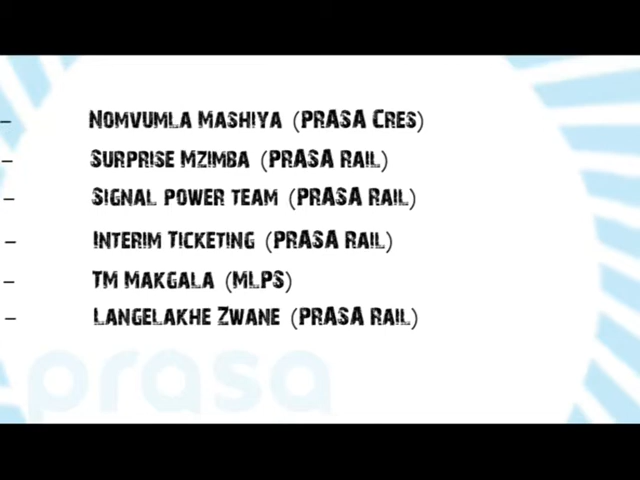 - NOMVUMLA MASHIYA (PRASA CRES)
- SURPRISE MZIMBA (PRASA RAIL)
- SIGNAL POWER TEAM (PRASA RAIL)
- INTERIM TICKETING (PRASA RAIL)
- TM MAKGALA (MLPS)
- LANGELAKHE ZWANE (PRASA RAIL)
prasa